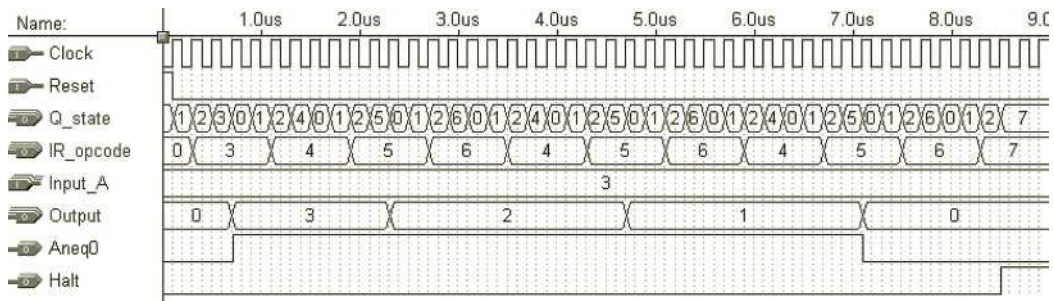 Name: 1.0us 2.0us 3.0us 4.0us 5.0us 6.0us 7.0us 8.0us 9.0
Clock
Reset
Q_state 1 2 3 0 1 2 4 0 1 2 5 0 1 2 6 0 1 2 4 0 1 2 5 0 1 2 6 0 1 2 4 0 1 2 5 0 1 2 6 0 1 2 7
IR_opcode 0 3 4 5 6 4 5 6 4 5 6 7
Input_A 3
Output 0 3 2 1 0
Aneq0
Halt